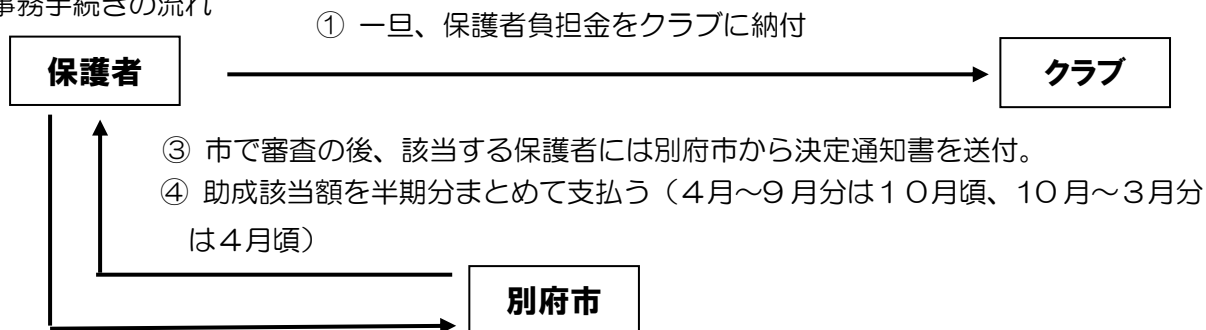 事務手続きの流れ
① 一旦、保護者負担金をクラブに納付
保護者
クラブ
③ 市で審査の後、該当する保護者には別府市から決定通知書を送付。
④ 助成該当額を半期分まとめて支払う（４月～９月分は１０月頃、10月～３月分
は４月頃）
別府市